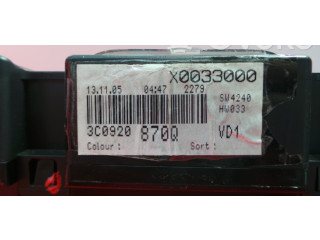 X0033000
13.11.05 04:47 2279
SW4240
HW033
3C0920 870Q VD1
Colour : Sort :